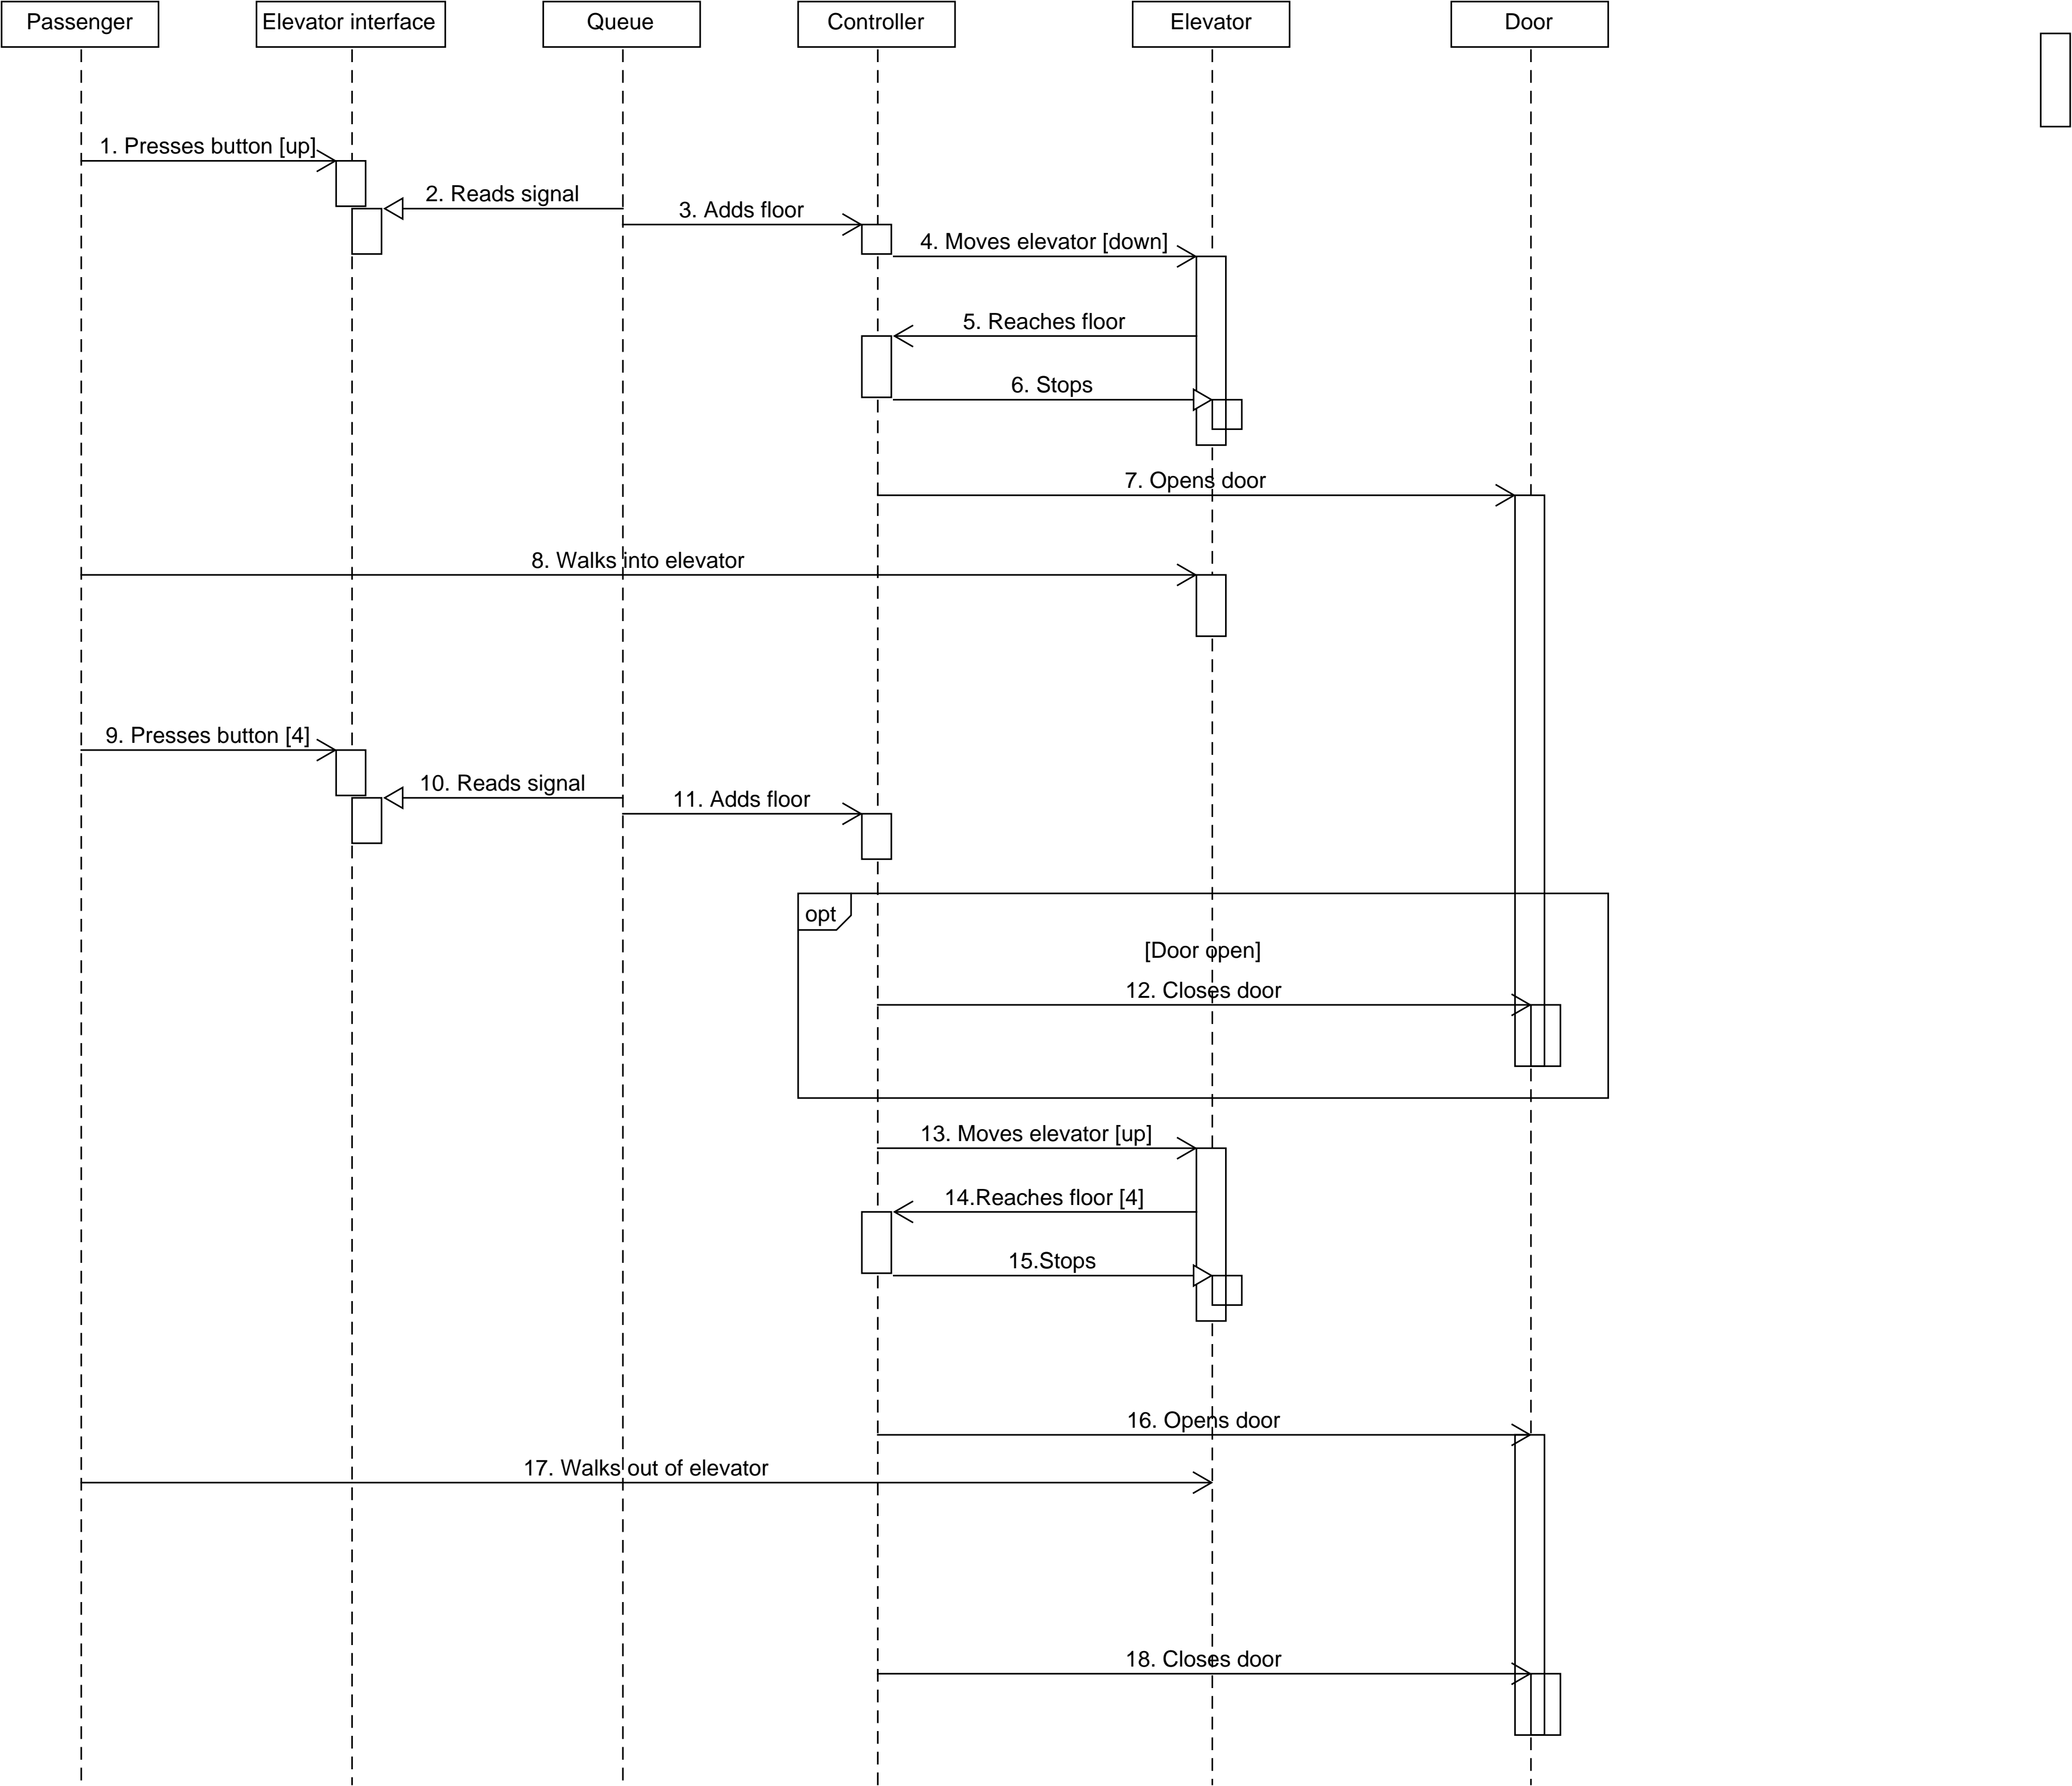 Passenger
Elevator interface
Queue
Controller
Elevator
Door
1. Presses button [up]
2. Reads signal
3. Adds floor
4. Moves elevator [down]
5. Reaches floor
6. Stops
7. Opens door
8. Walks into elevator
9. Presses button [4]
10. Reads signal
11. Adds floor
opt
[Door open]
12. Closes door
13. Moves elevator [up]
14.Reaches floor [4]
15.Stops
16. Opens door
17. Walks out of elevator
18. Closes door